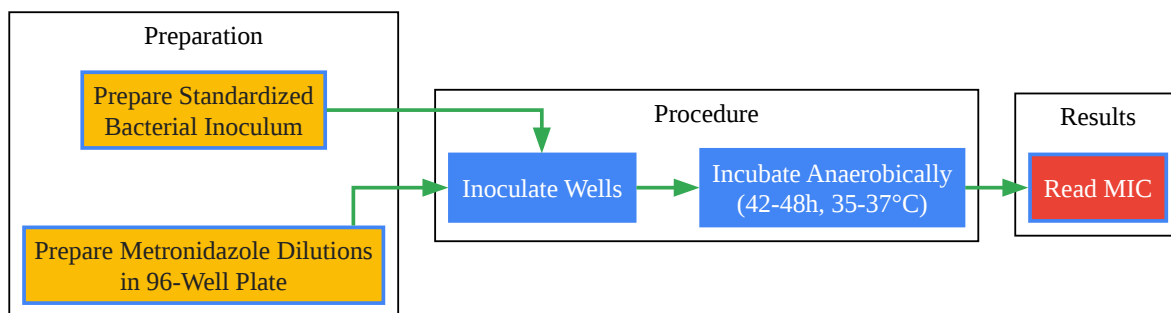 Preparation
Prepare Standardized
Bacterial Inoculum
Prepare Metronidazole Dilutions
in 96-Well Plate
Procedure
Inoculate Wells
Incubate Anaerobically
(42-48h, 35-37°C)
Results
Read MIC